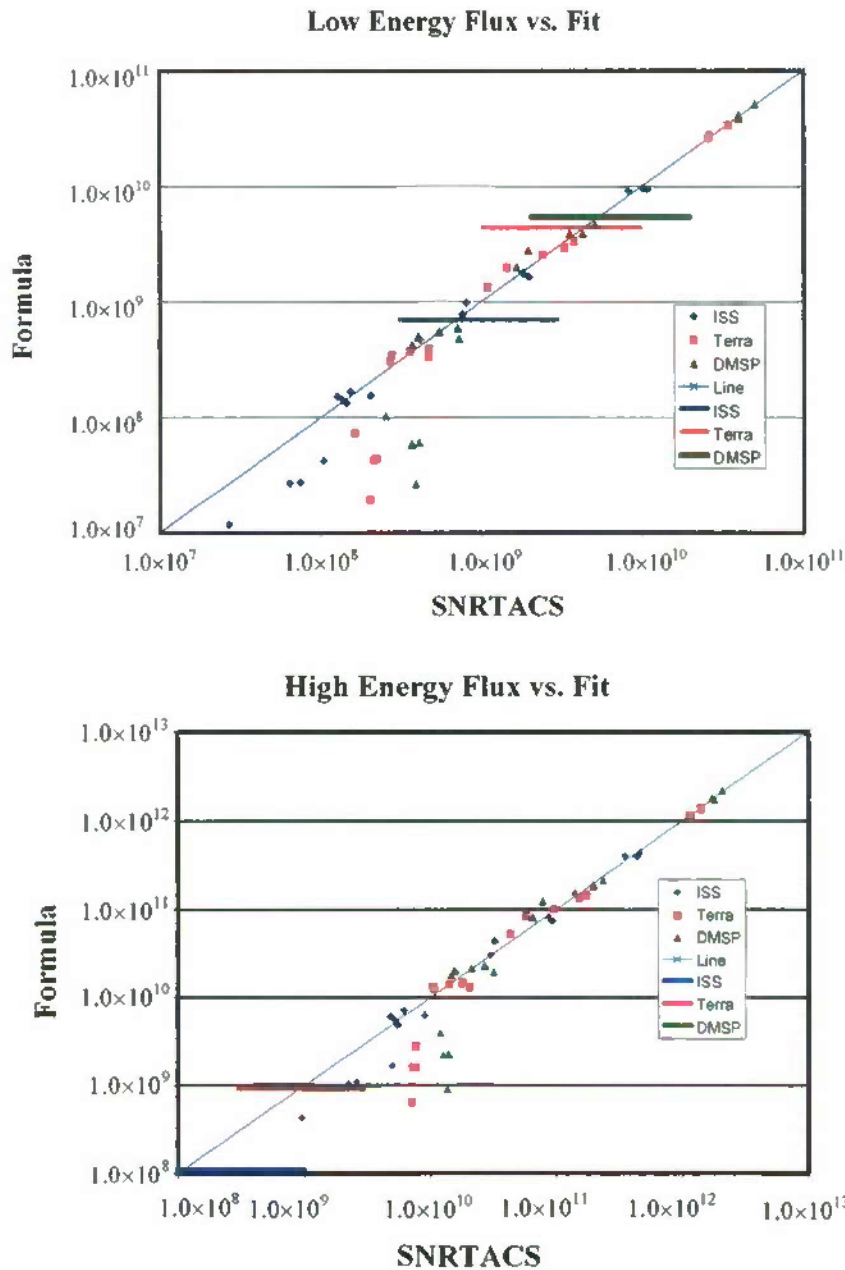 Low Energy Flux vs. Fit
1.0×10¹¹
1.0×10¹⁰
1.0×10⁹
1.0×10⁸
1.0×10⁷
Formula
ISS
Terra
DMSP
Line
ISS
Terra
DMSP
1.0×10⁷ 1.0×10⁸ 1.0×10⁹ 1.0×10¹⁰ 1.0×10¹¹
SNRTACS
High Energy Flux vs. Fit
1.0×10¹³
1.0×10¹²
1.0×10¹¹
1.0×10¹⁰
1.0×10⁹
1.0×10⁸
Formula
ISS
Terra
DMSP
Line
ISS
Terra
DMSP
1.0×10⁸ 1.0×10⁹ 1.0×10¹⁰ 1.0×10¹¹ 1.0×10¹² 1.0×10¹³
SNRTACS